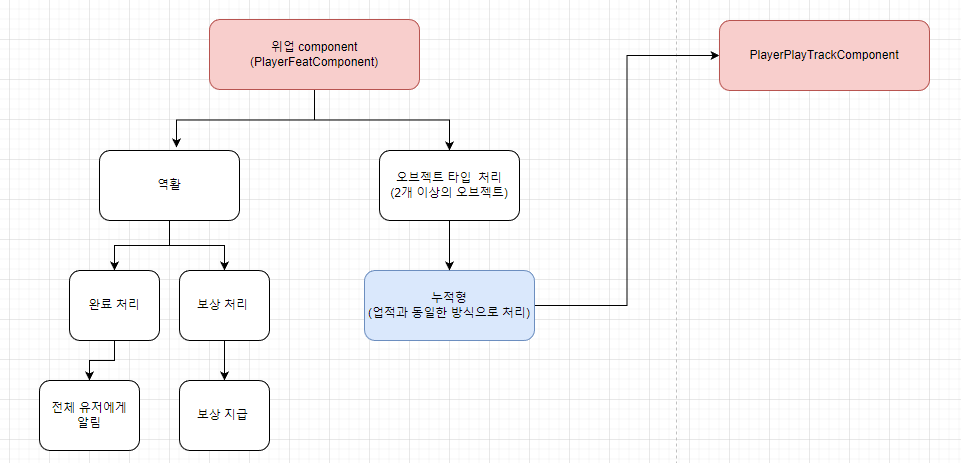 위업 component
(PlayerFeatComponent)
PlayerPlayTrackComponent
역활
오브젝트 타입 처리
(2개 이상의 오브젝트)
완료 처리
보상 처리
누적형
(업적과 동일한 방식으로 처리)
전체 유저에게
알림
보상 지급